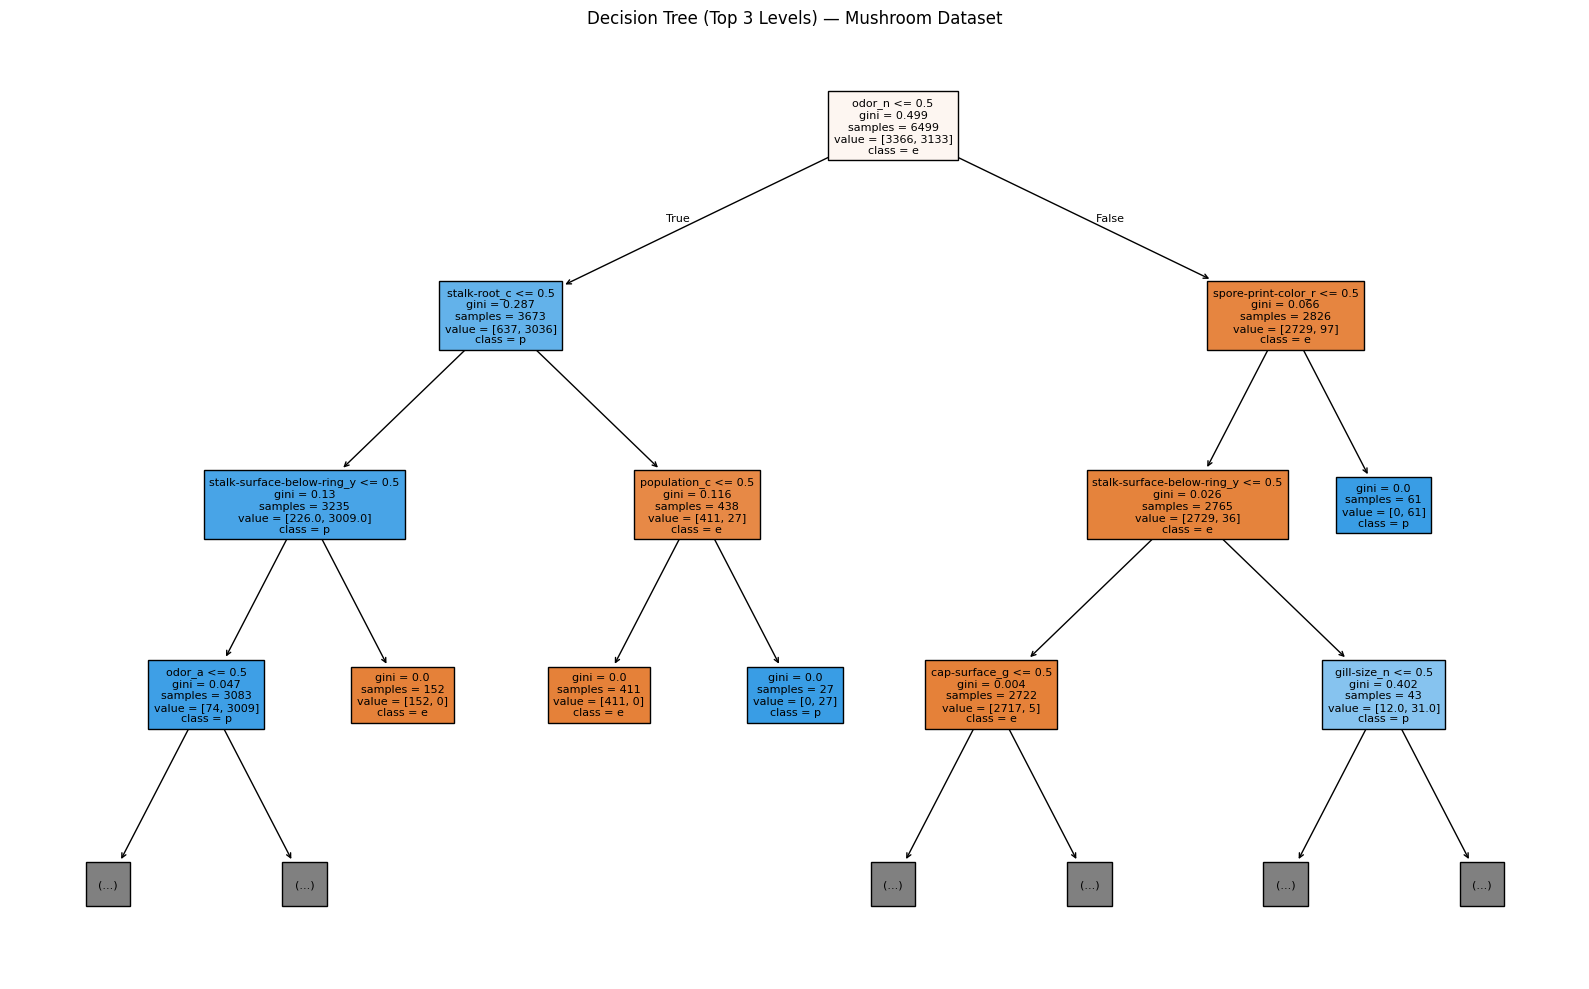 Decision Tree (Top 3 Levels) — Mushroom Dataset
odor_n <= 0.5
gini = 0.499
samples = 6499
value = [3366, 3133]
class = e
True
False
stalk-root_c <= 0.5
gini = 0.287
samples = 3673
value = [637, 3036]
class = p
spore-print-color_r <= 0.5
gini = 0.066
samples = 2826
value = [2729, 97]
class = e
stalk-surface-below-ring_y <= 0.5
gini = 0.13
samples = 3235
value = [226.0, 3009.0]
class = p
population_c <= 0.5
gini = 0.116
samples = 438
value = [411, 27]
class = e
stalk-surface-below-ring_y <= 0.5
gini = 0.026
samples = 2765
value = [2729, 36]
class = e
gini = 0.0
samples = 61
value = [0, 61]
class = p
odor_a <= 0.5
gini = 0.047
samples = 3083
value = [74, 3009]
class = p
gini = 0.0
samples = 152
value = [152, 0]
class = e
gini = 0.0
samples = 411
value = [411, 0]
class = e
gini = 0.0
samples = 27
value = [0, 27]
class = p
cap-surface_g <= 0.5
gini = 0.004
samples = 2722
value = [2717, 5]
class = e
gill-size_n <= 0.5
gini = 0.402
samples = 43
value = [12.0, 31.0]
class = p
(...)
(...)
(...)
(...)
(...)
(...)